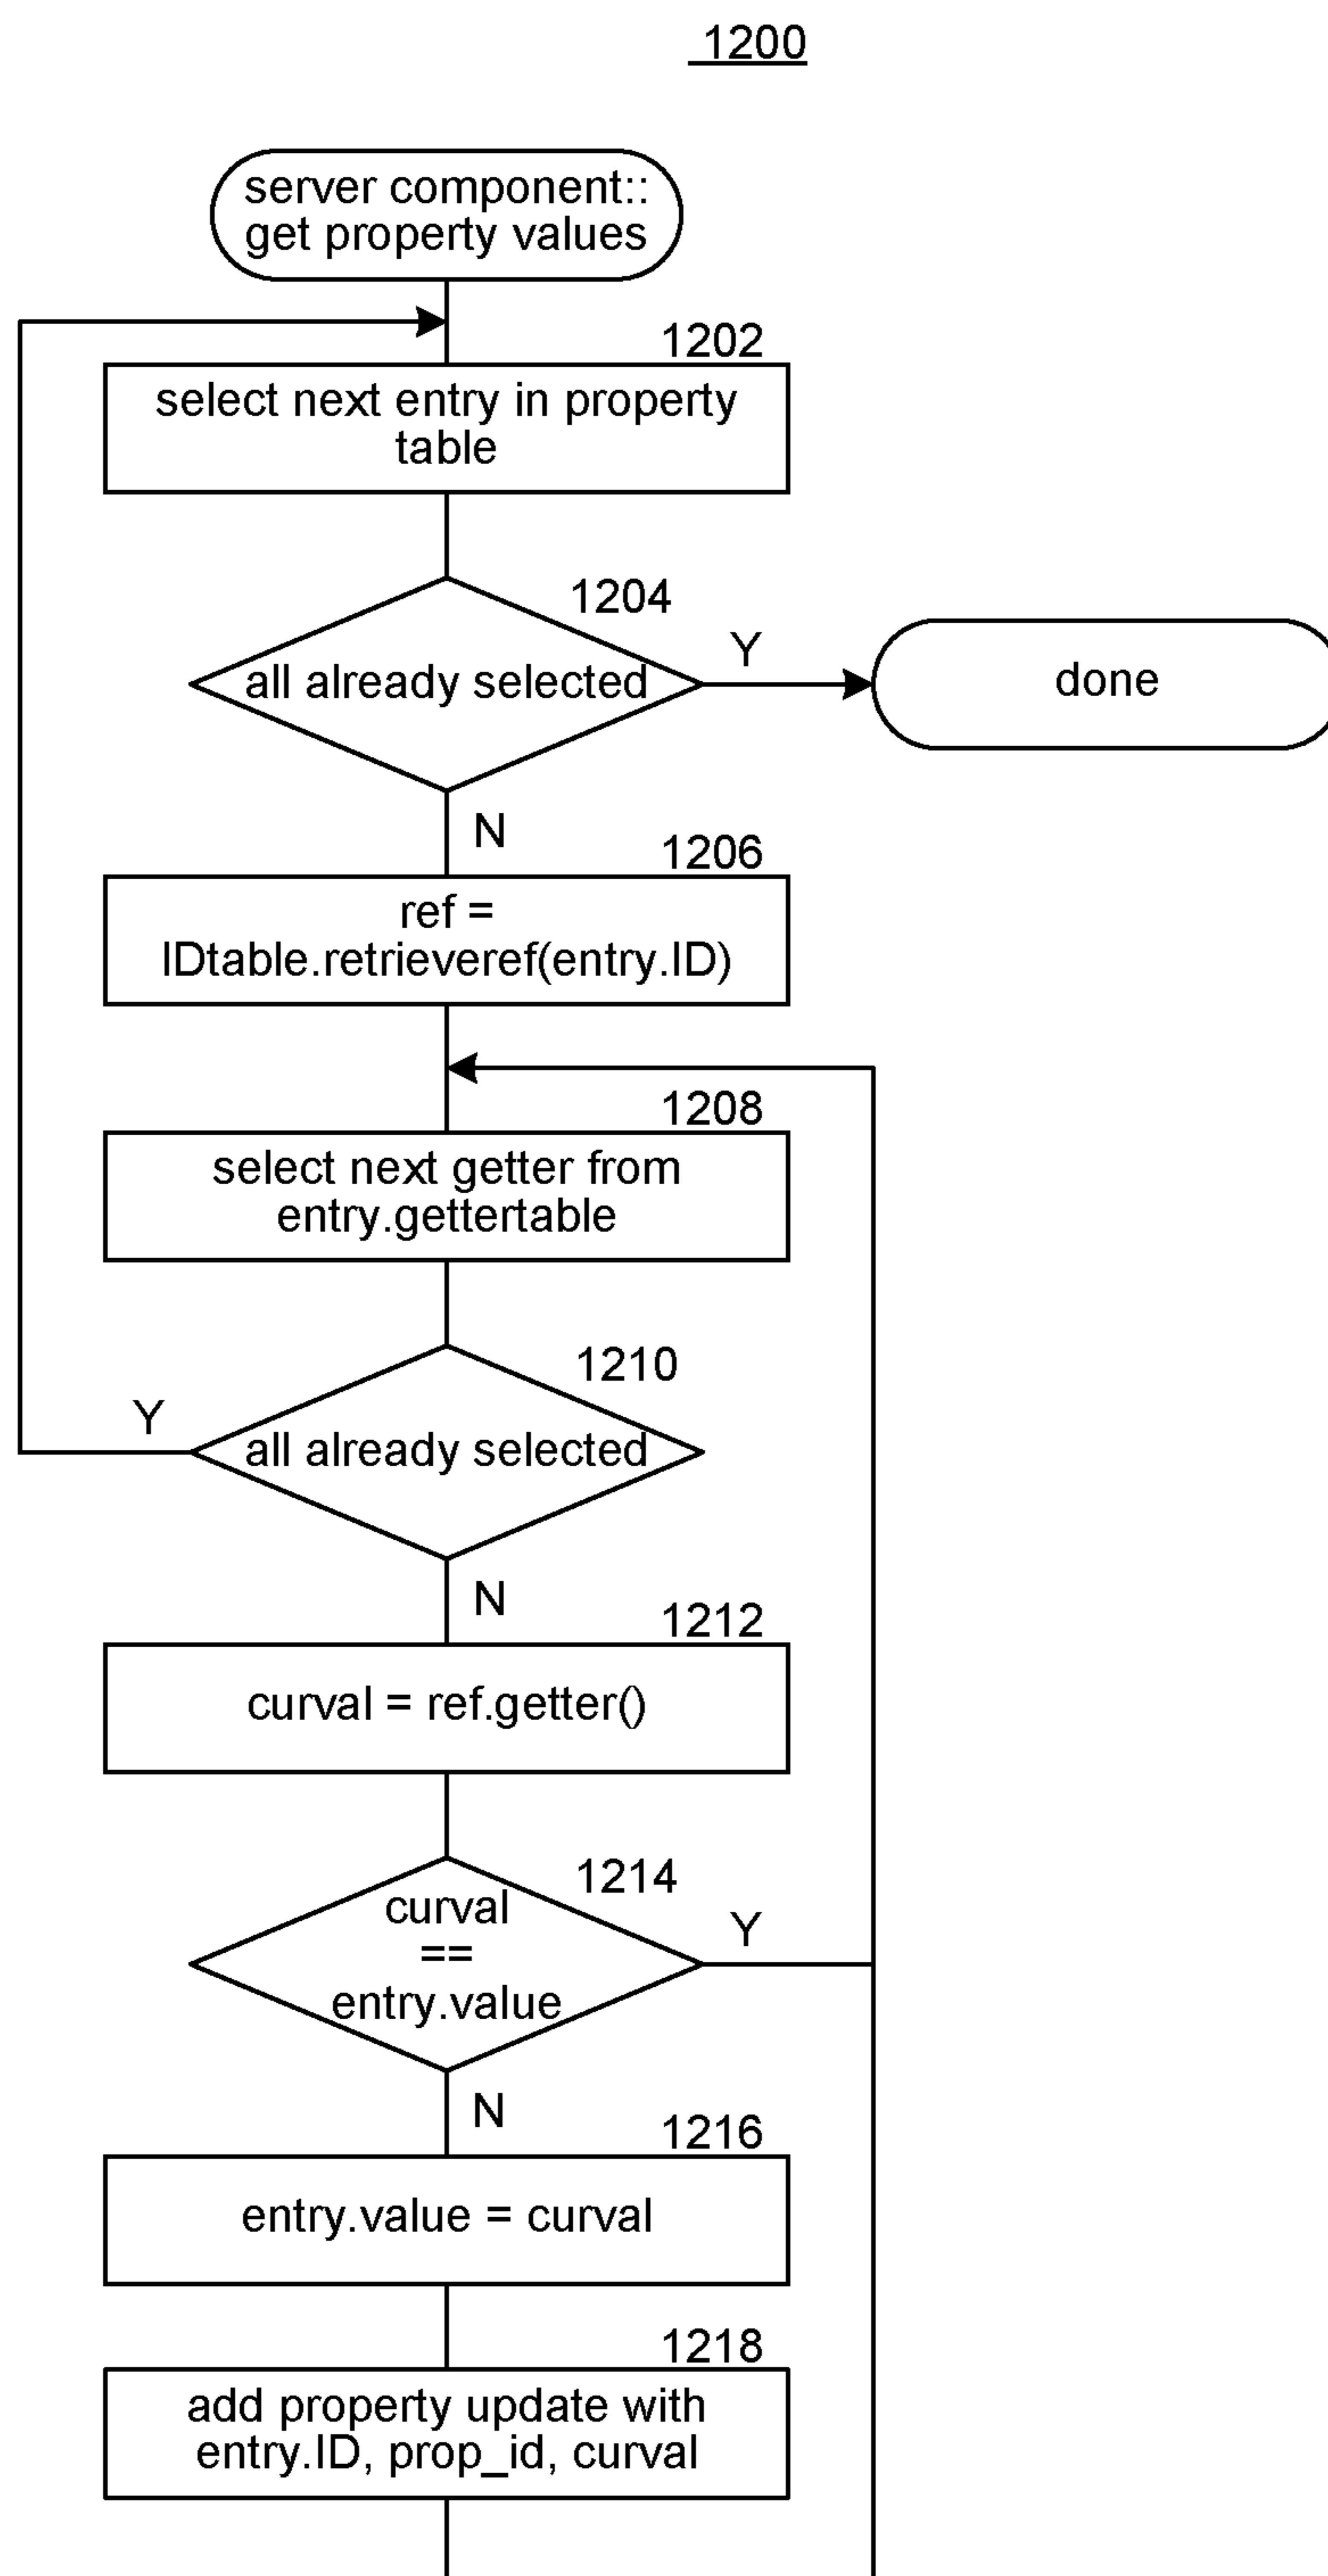 1200
server component::
get property values
1202
select next entry in property
table
1204
all already selected
Y
done
N
1206
ref =
IDtable.retrieveref(entry.ID)
1208
select next getter from
entry.gettertable
1210
Y
all already selected
N
1212
curval = ref.getter()
1214
curval
==
entry.value
Y
N
1216
entry.value = curval
1218
add property update with
entry.ID, prop_id, curval